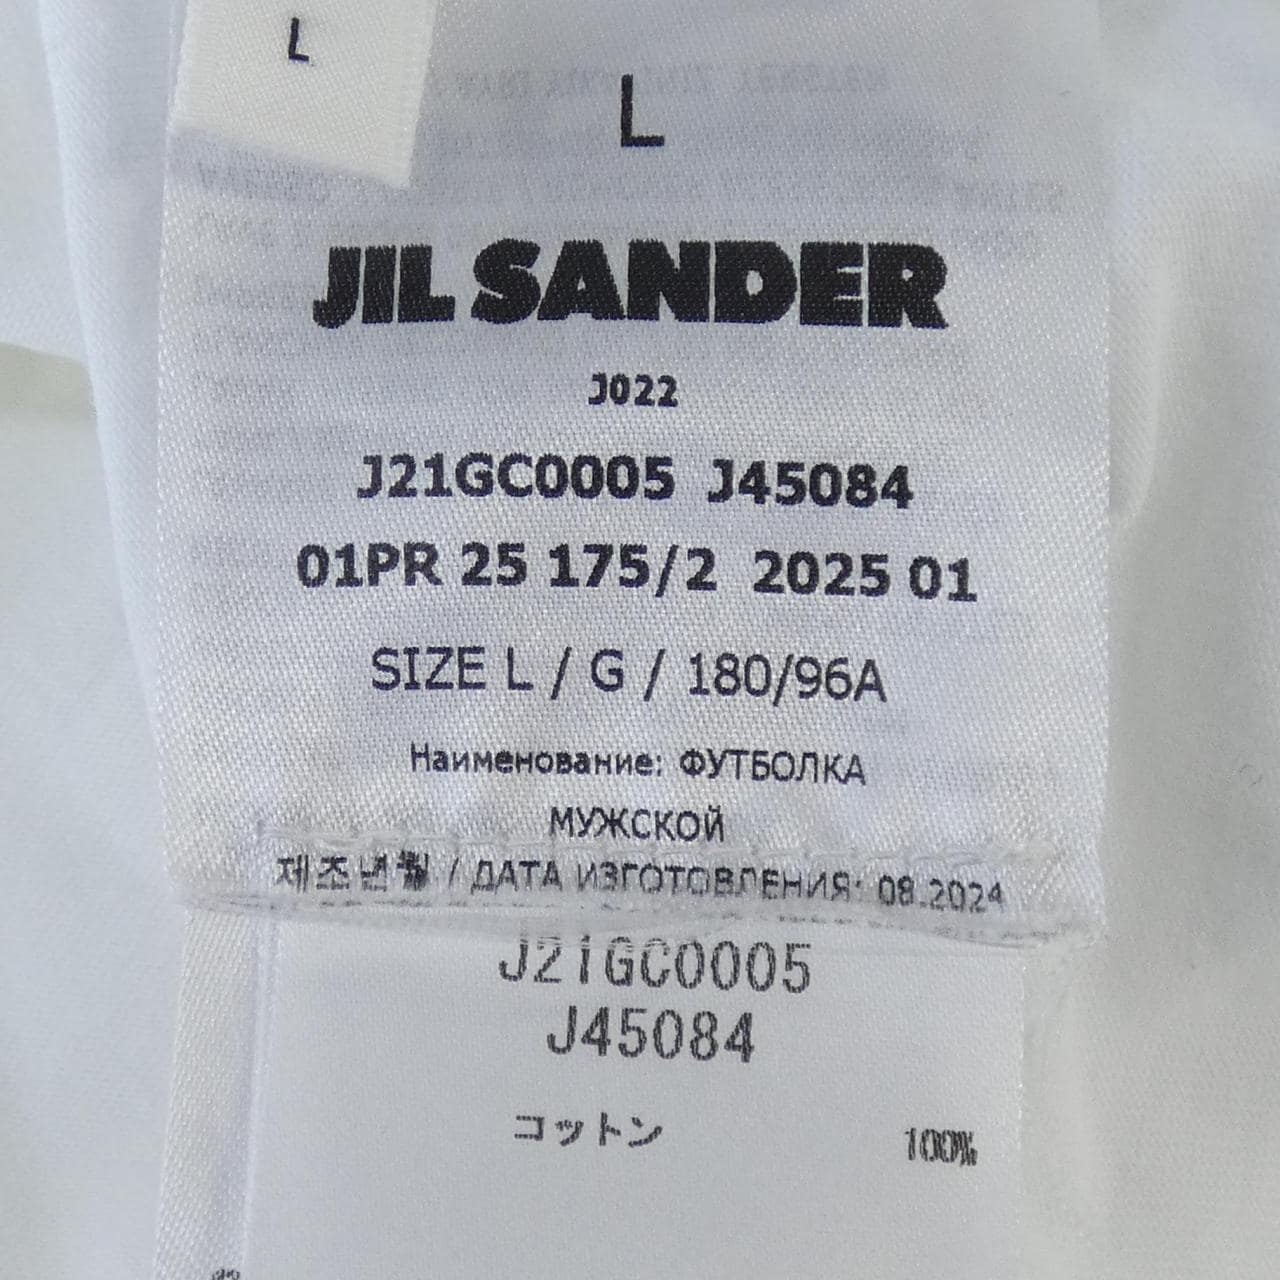 L
L
JIL SANDER
J022
J21GC0005 J45084
01PR 25 175/2 2025 01
SIZE L / G / 180/96A
Наименование: ФУТБОЛКА
МУЖСКОЙ
제조년월 / ДАТА ИЗГОТОВЛЕНИЯ: 08.2024
J21GC0005
J45084
コットン 100%